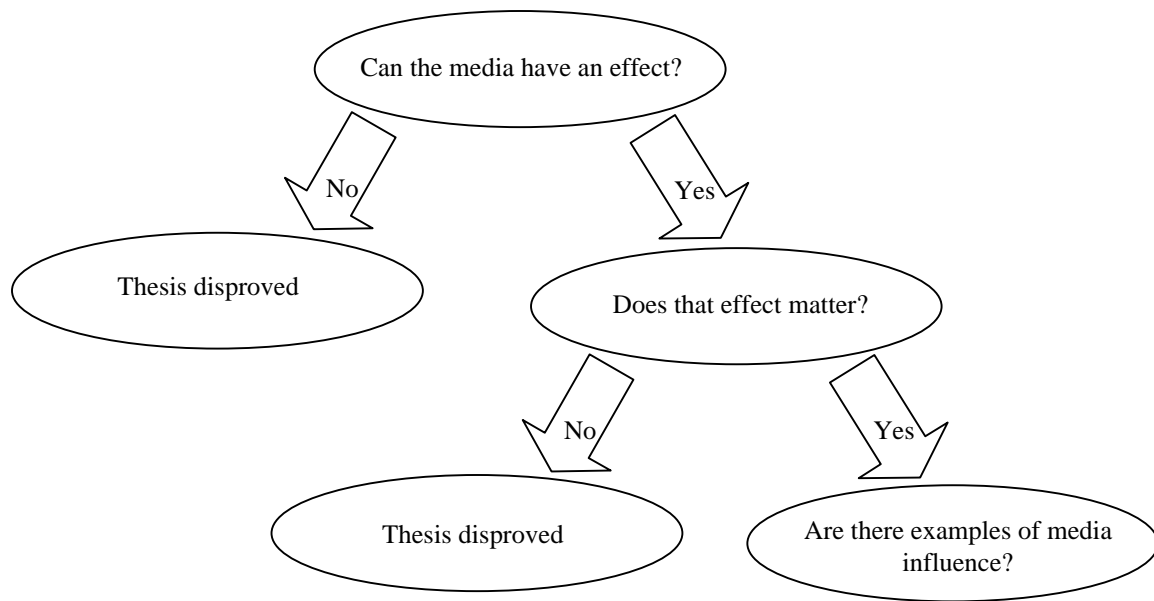 Can the media have an effect?
No
Yes
Thesis disproved
Does that effect matter?
No
Yes
Thesis disproved
Are there examples of media
influence?